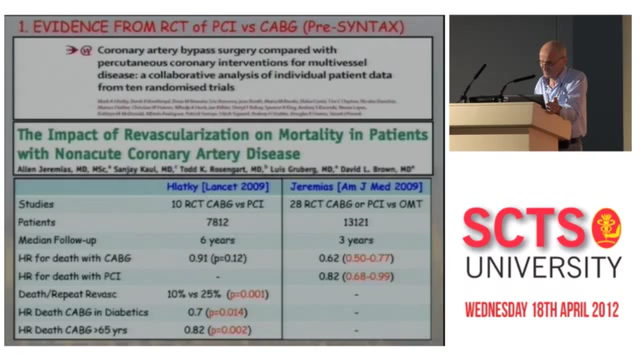 1. EVIDENCE FROM RCT of PCI vs CABG (Pre-SYNTAX)
Coronary artery bypass surgery compared with
percutaneous coronary interventions for multivessel
disease: a collaborative analysis of individual patient data
from ten randomised trials
The Impact of Revascularization on Mortality in Patients
with Nonacute Coronary Artery Disease
Allen Jeremias, MD, MSc, Sanjay Kaul, MD, Todd K. Rosengart, MD, Luis Gruberg, MD, David L. Brown, MD
Hlatky [Lancet 2009] Jeremias [Am J Med 2009]
Studies 10 RCT CABG vs PCI 28 RCT CABG or PCI vs OMT
Patients 7812 13121
Median Follow-up 6 years 3 years
HR for death with CABG 0.91 (p=0.12) 0.62 (0.50-0.77)
HR for death with PCI - 0.82 (0.68-0.99)
Death/Repeat Revasc 10% vs 25% (p=0.001) -
HR Death CABG in Diabetics 0.7 (p=0.014) -
HR Death CABG >65 yrs 0.82 (p=0.002) -
SCTS
UNIVERSITY
WEDNESDAY 18TH APRIL 2012